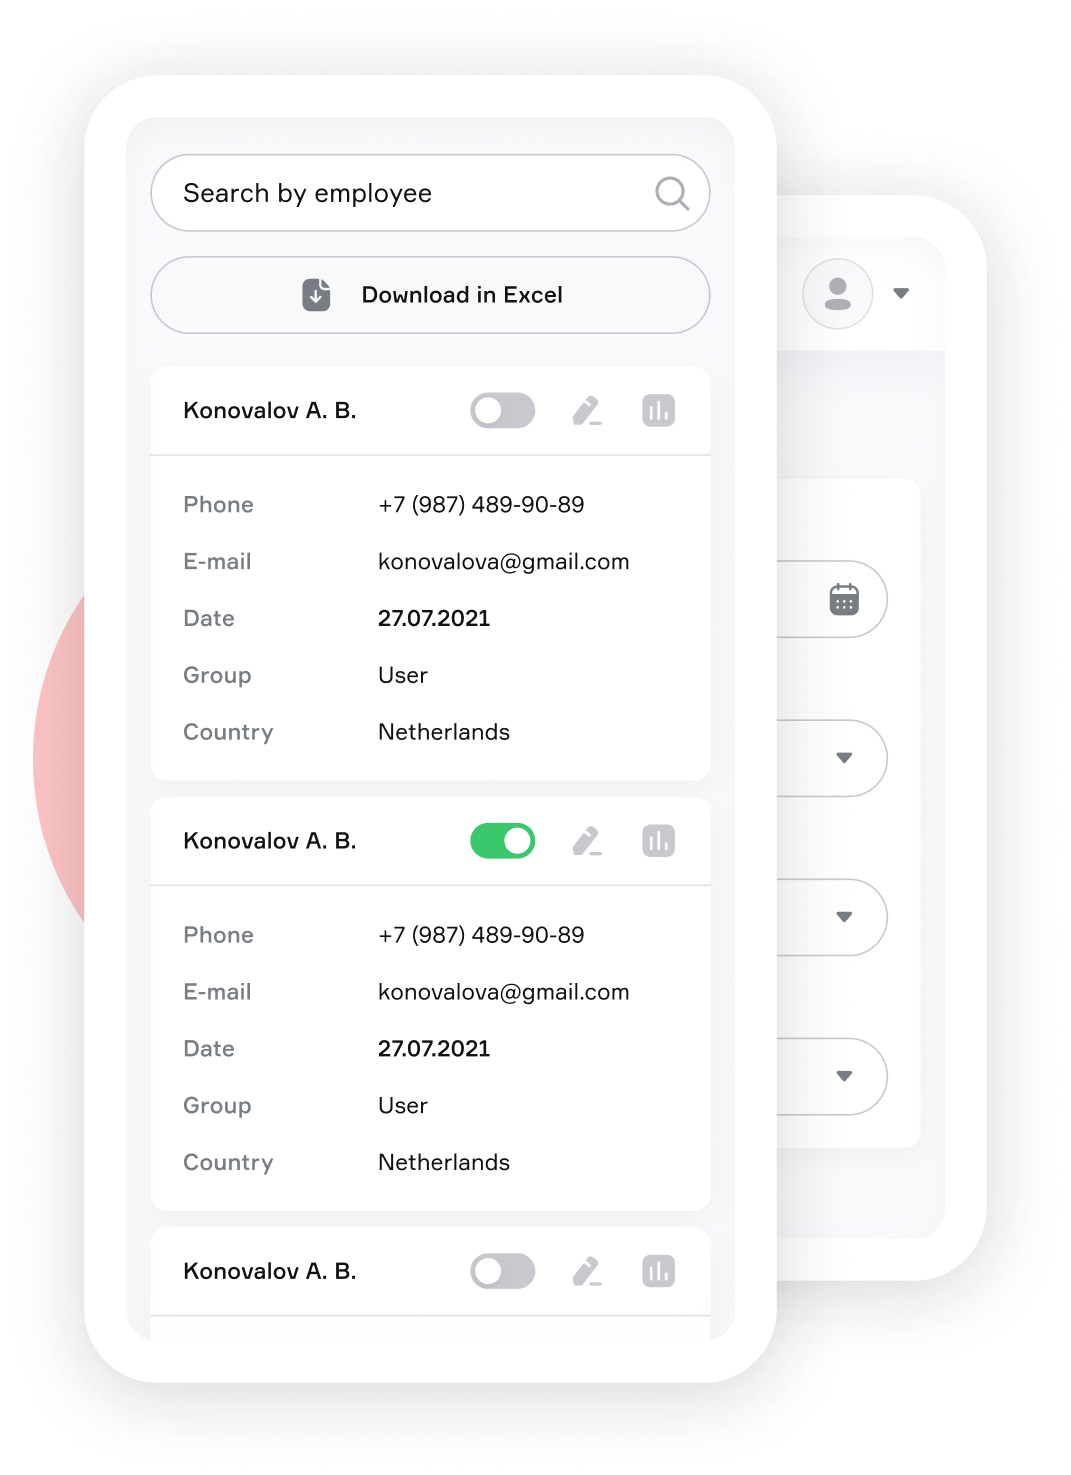 Search by employee
Download in Excel
Konovalov A. B.
Phone +7 (987) 489-90-89
E-mail konovalova@gmail.com
Date 27.07.2021
Group User
Country Netherlands
Konovalov A. B.
Phone +7 (987) 489-90-89
E-mail konovalova@gmail.com
Date 27.07.2021
Group User
Country Netherlands
Konovalov A. B.